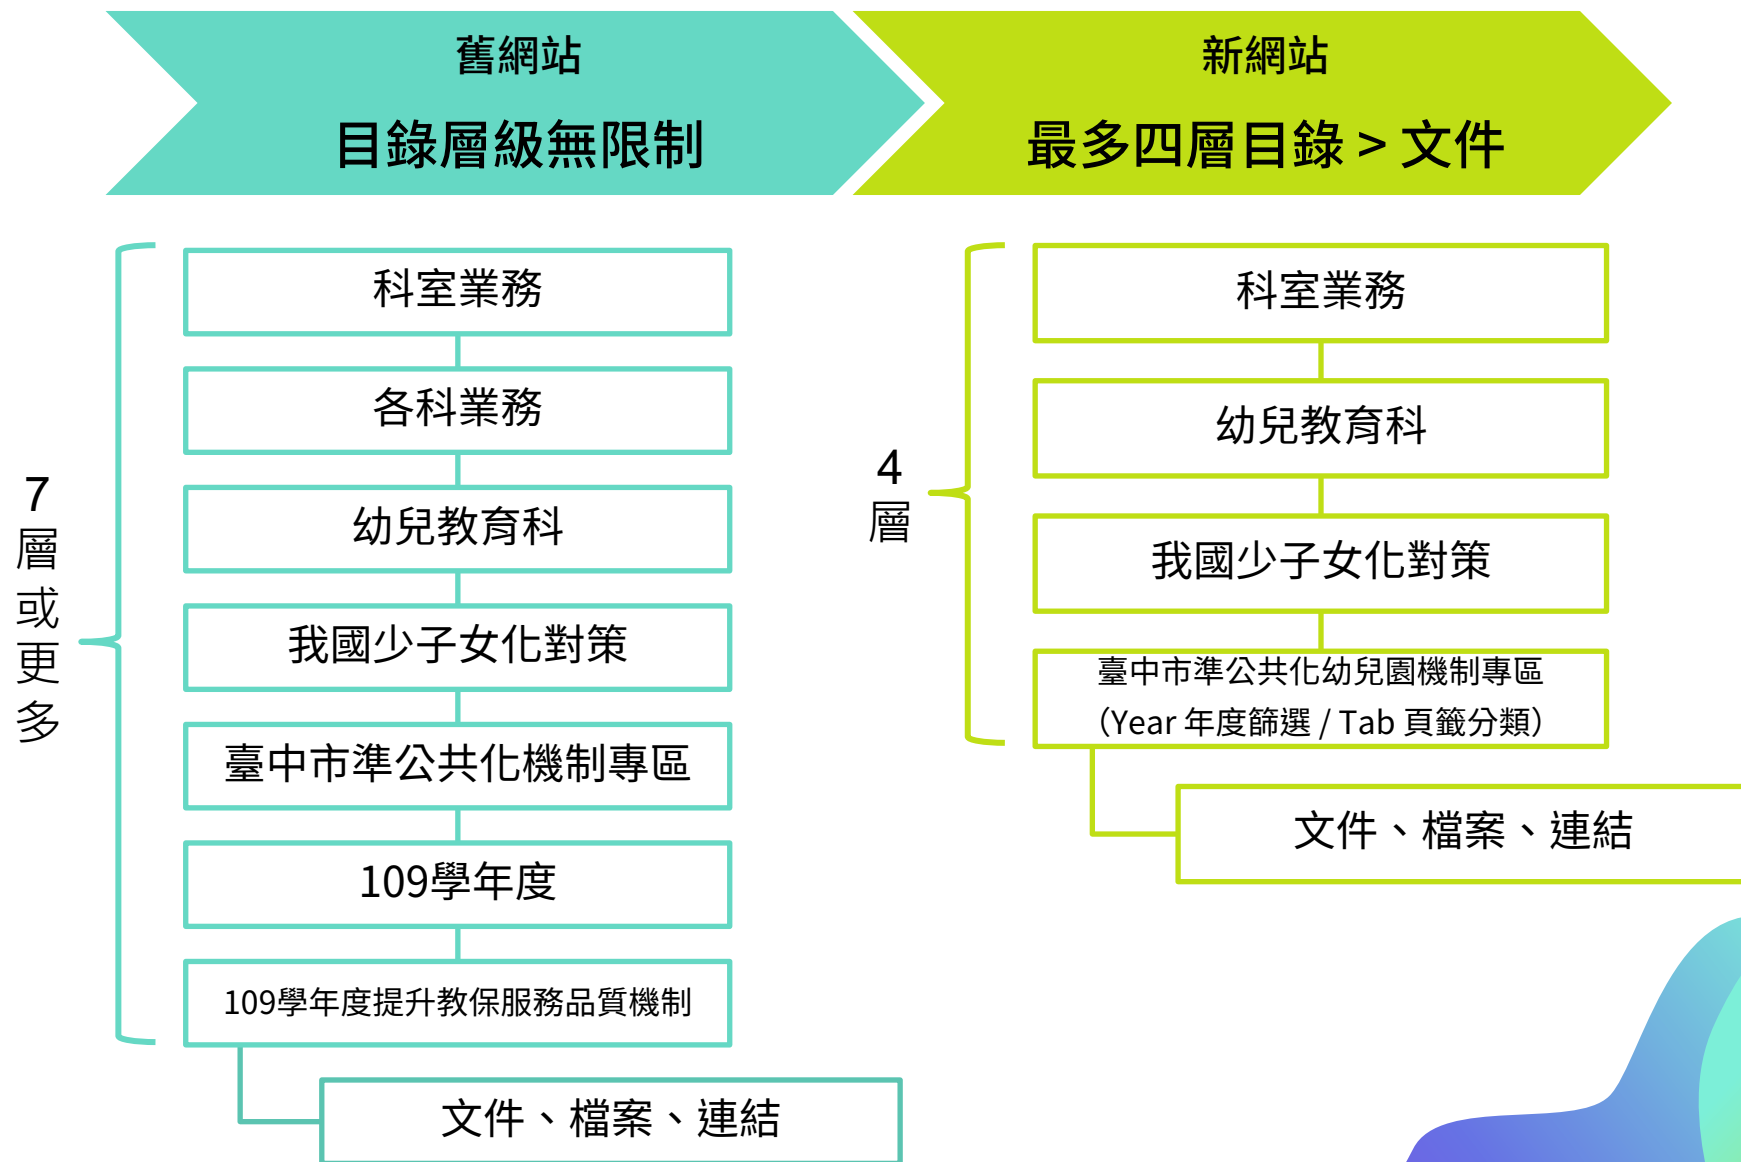 舊網站
目錄層級無限制
新網站
最多四層目錄 > 文件
7
層
或
更
多
科室業務
各科業務
幼兒教育科
我國少子女化對策
臺中市準公共化機制專區
109學年度
109學年度提升教保服務品質機制
文件、檔案、連結
4
層
科室業務
幼兒教育科
我國少子女化對策
臺中市準公共化幼兒園機制專區
（Year 年度篩選 / Tab 頁籤分類）
文件、檔案、連結